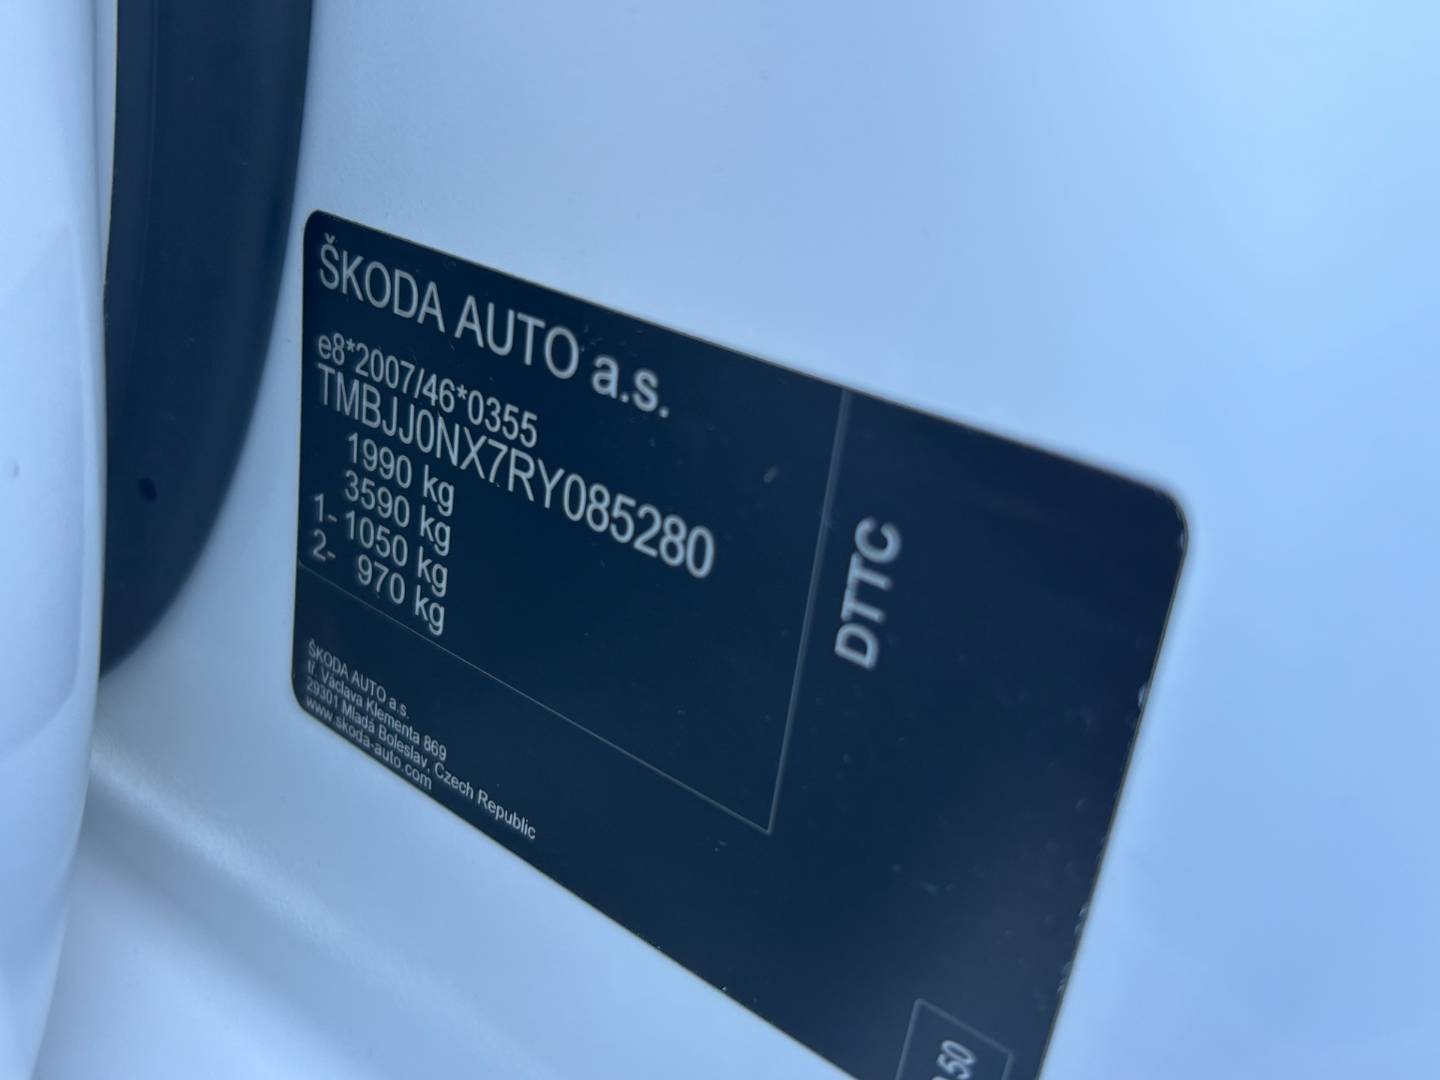 ŠKODA AUTO a.s.
e8*2007/46*0355
TMBJJ0NX7RY085280
1990 kg
3590 kg
1- 1050 kg
2- 970 kg
ŠKODA AUTO a.s.
tř. Václava Klementa 869
29301 Mladá Boleslav, Czech Republic
www.skoda-auto.com
DTTC